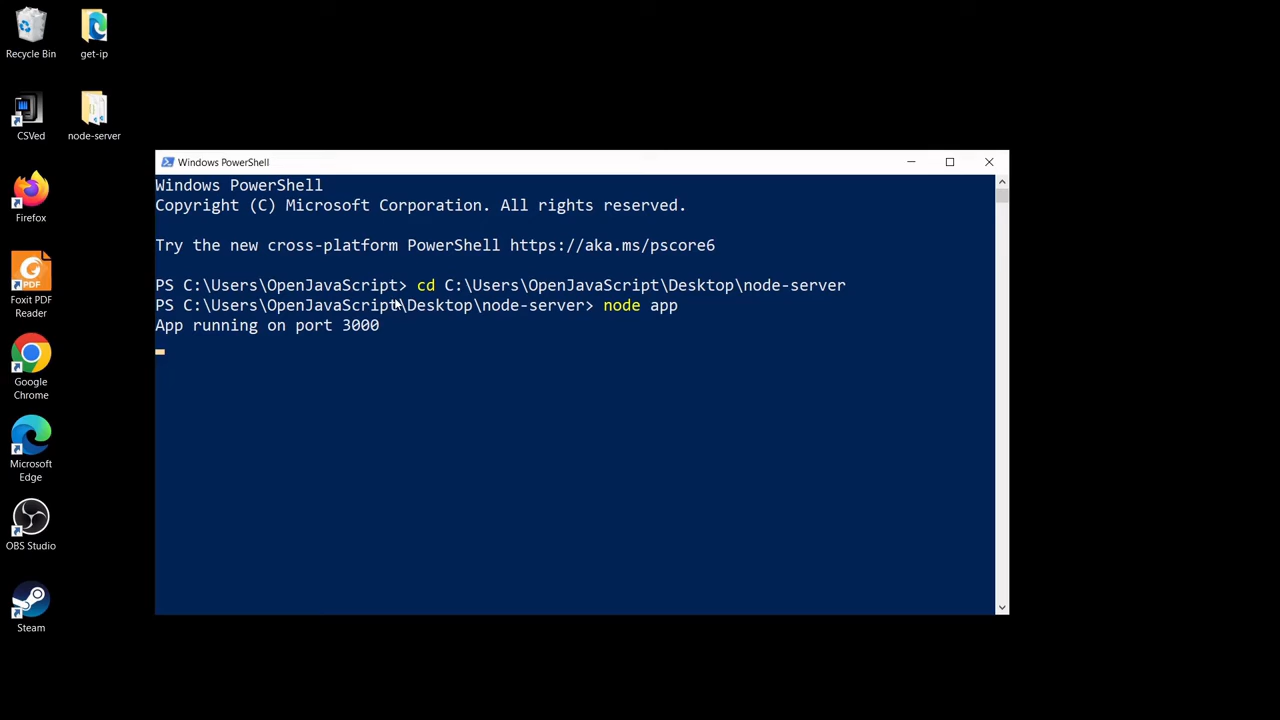 Recycle Bin
get-ip
CSVed
node-server
Firefox
Foxit PDF
Reader
Google
Chrome
Microsoft
Edge
OBS Studio
Steam
Windows PowerShell
Windows PowerShell
Copyright (C) Microsoft Corporation. All rights reserved.
Try the new cross-platform PowerShell https://aka.ms/pscore6
PS C:\Users\OpenJavaScript> cd C:\Users\OpenJavaScript\Desktop\node-server
PS C:\Users\OpenJavaScript\Desktop\node-server> node app
App running on port 3000